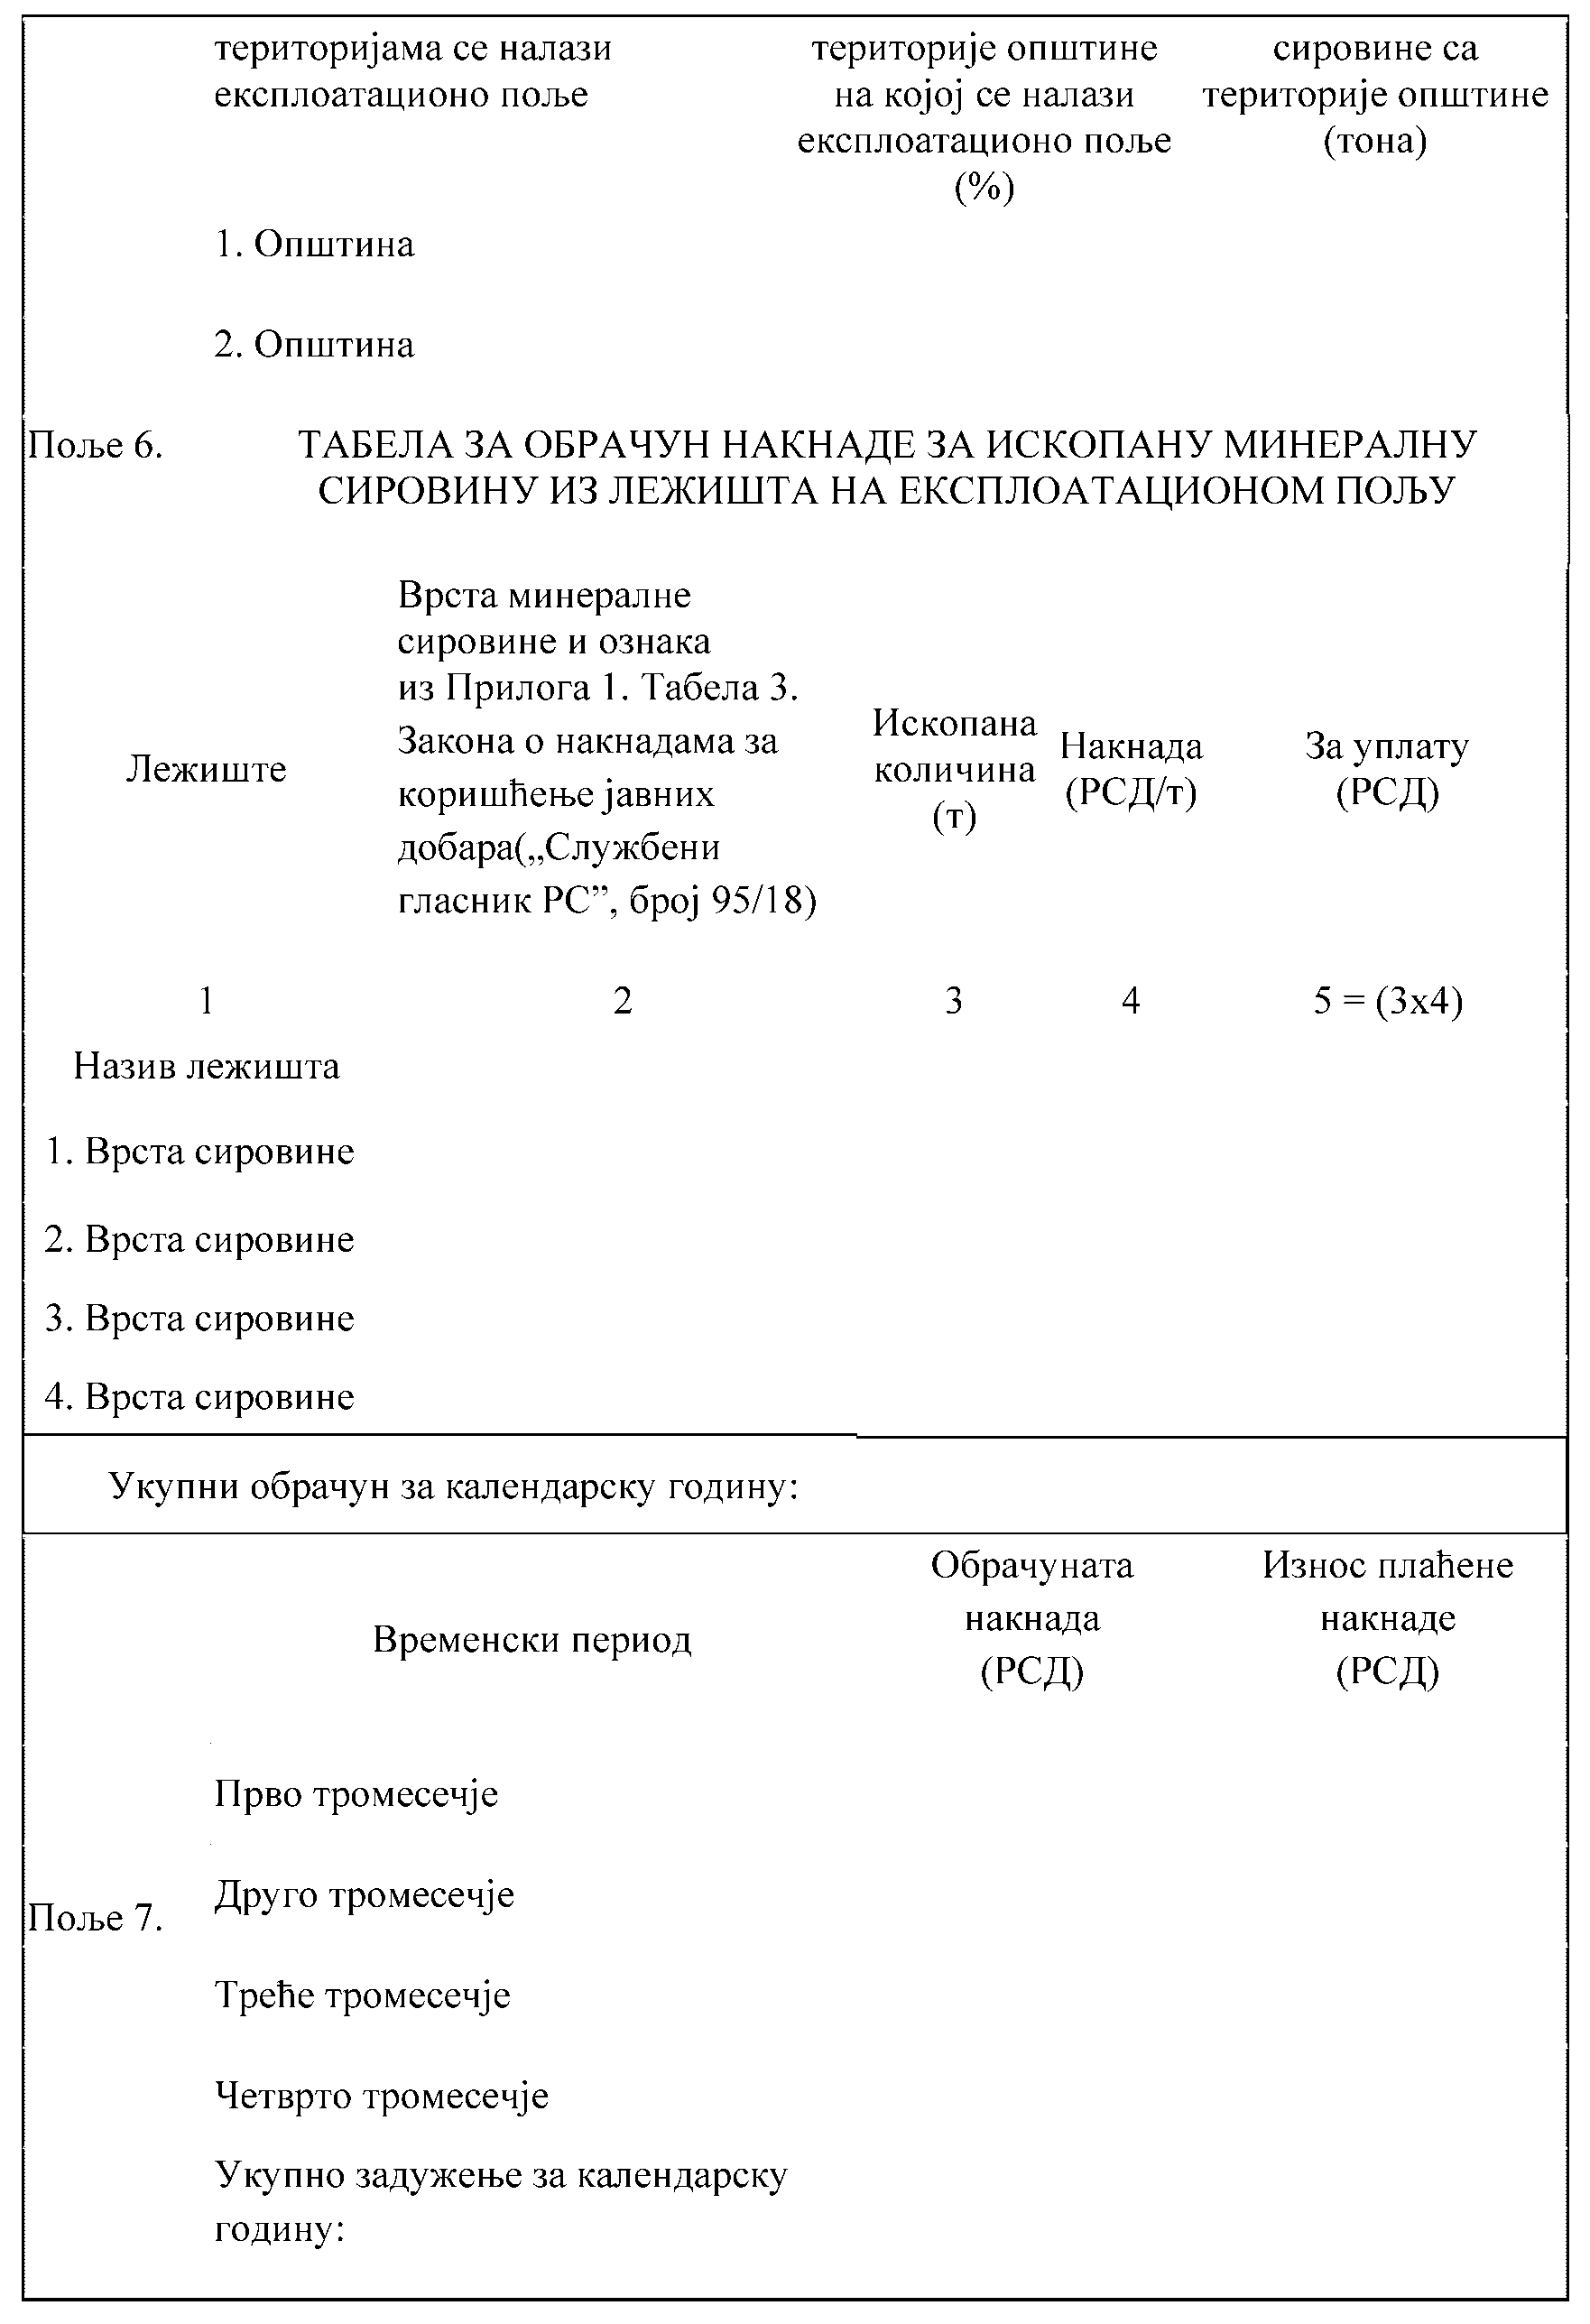 територијама се налази
експлоатационо поље
територије општине
на којој се налази
експлоатационо поље
(%)
сировине са
територије општине
(тона)
1. Општина
2. Општина
Поље 6.
ТАБЕЛА ЗА ОБРАЧУН НАКНАДЕ ЗА ИСКОПАНУ МИНЕРАЛНУ
СИРОВИНУ ИЗ ЛЕЖИШТА НА ЕКСПЛОАТАЦИОНОМ ПОЉУ
Лежиште
Врста минералне
сировине и ознака
из Прилога 1. Табела 3.
Закона о накнадама за
коришћење јавних
добара(„Службени
гласник РС”, број 95/18)
Ископана
количина
(т)
Накнада
(РСД/т)
За уплату
(РСД)
1 2 3 4 5 = (3x4)
Назив лежишта
1. Врста сировине
2. Врста сировине
3. Врста сировине
4. Врста сировине
Укупни обрачун за календарску годину:
Временски период
Обрачуната
накнада
(РСД)
Износ плаћене
накнаде
(РСД)
Поље 7.
Прво тромесечје
Друго тромесечје
Треће тромесечје
Четврто тромесечје
Укупно задужење за календарску
годину: